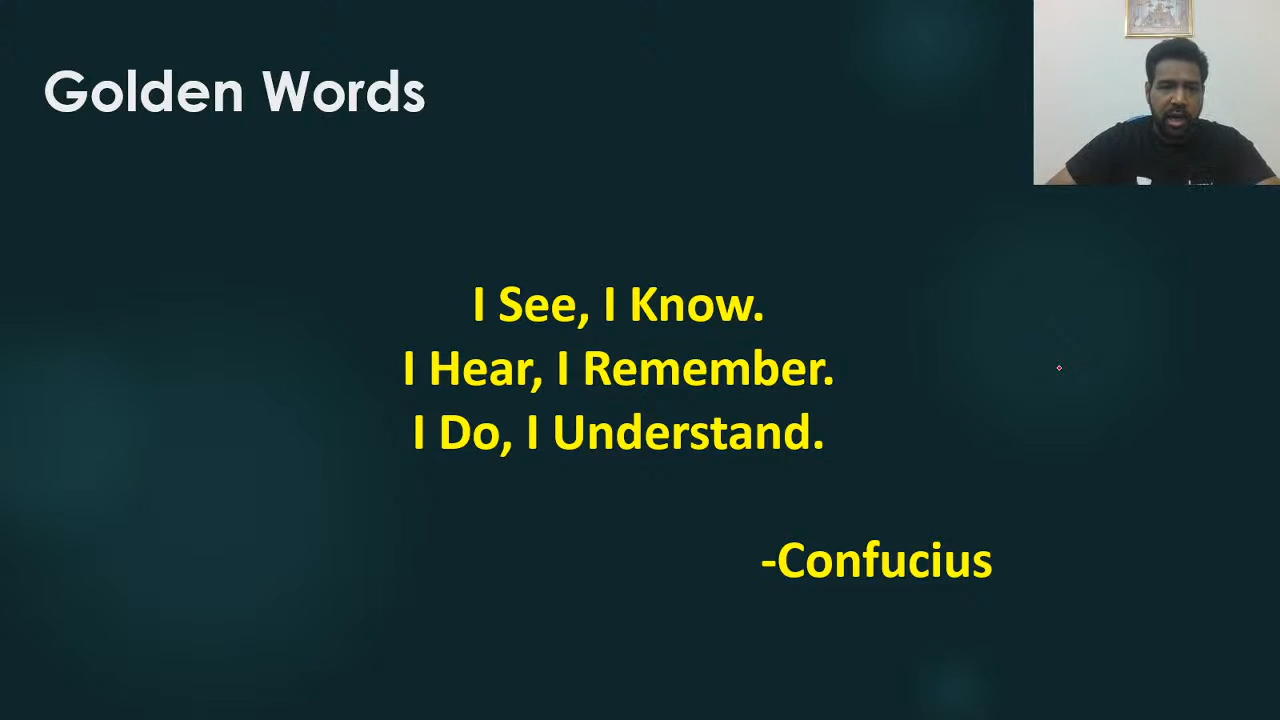 Golden Words
I See, I Know.
I Hear, I Remember.
I Do, I Understand.
-Confucius